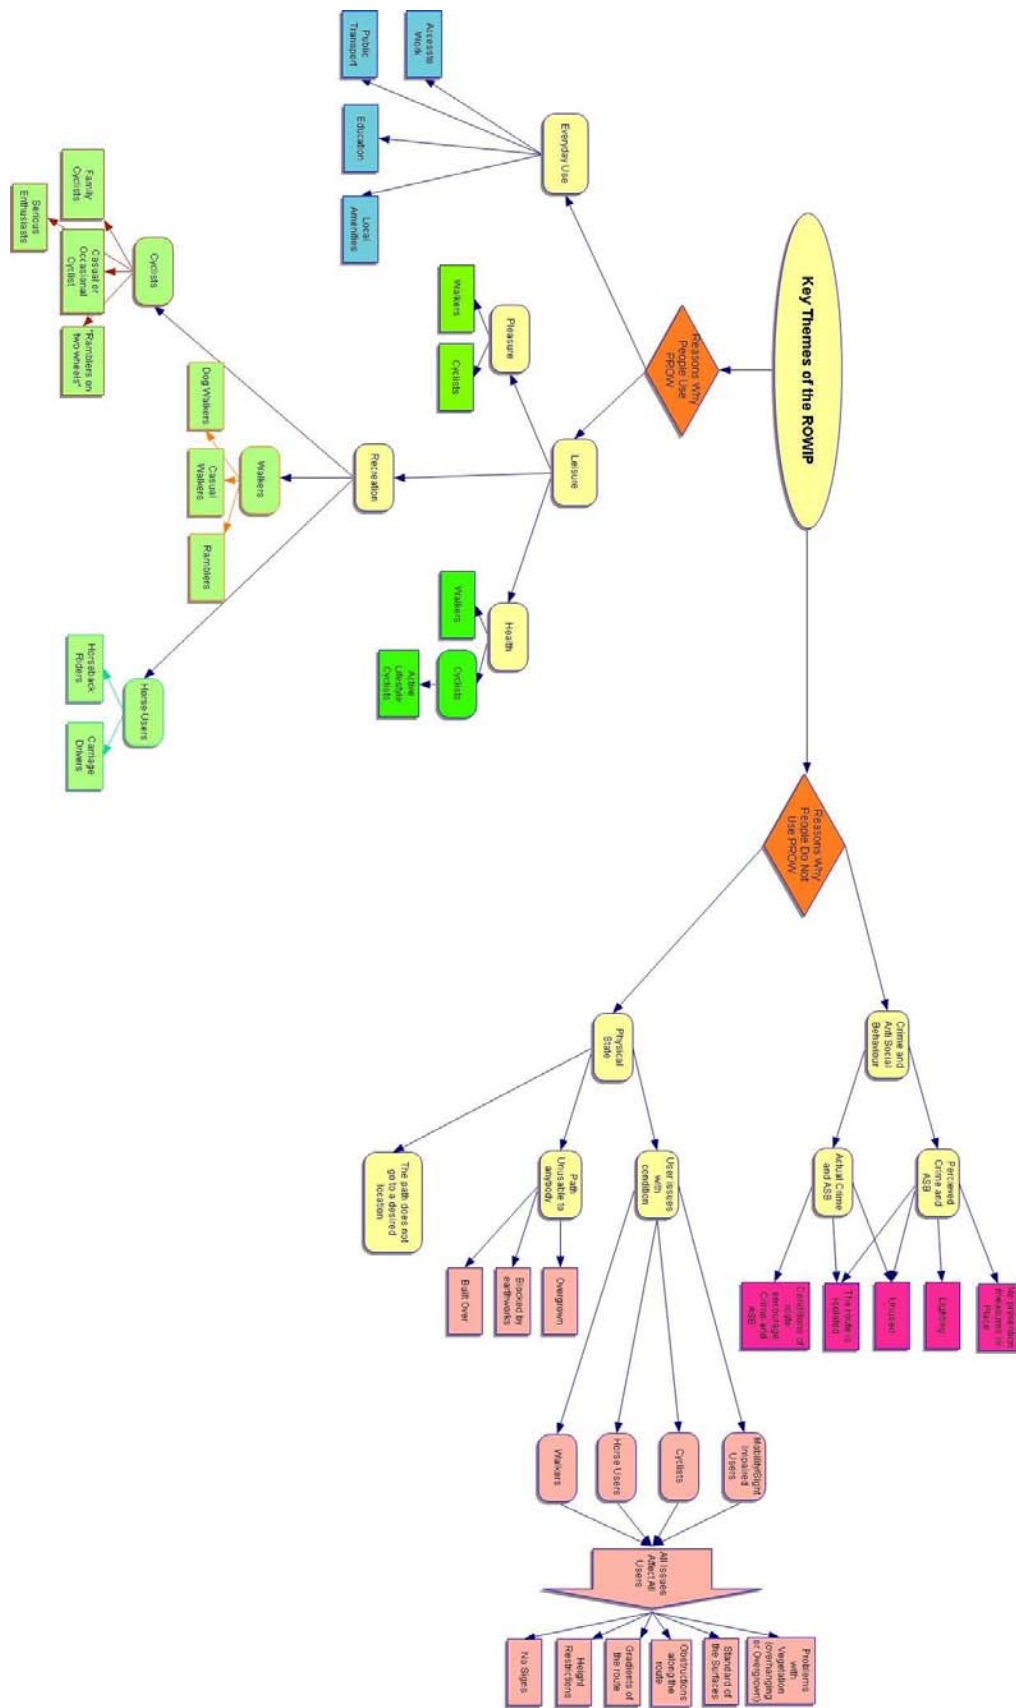 Key Themes of the ROWIP
Reasons Why
People Use
PROW
Everyday Use
Access to
Work
Public
Transport
Education
Local
Amenities
Leisure
Pleasure
Walkers
Cyclists
Recreation
Cyclists
Family
Cyclists
Serious
Enthusiasts
Casual or
Occasional
Cyclist
"Ramblers on
two wheels"
Walkers
Dog Walkers
Casual
Walkers
Ramblers
Horse Users
Horseback
Riders
Carriage
Drivers
Health
Walkers
Cyclists
Active
Lifestyle
Cyclists
Reasons Why
People Do Not
Use PROW
Crime and
Anti Social
Behaviour
Percieved
Crime and
ASB
Actual Crime
and ASB
No prevention
measures in
Place
Lighting
Unused
The route is
isolated
Conditions of
route
encourage
Crime and
ASB
Physical
State
User issues
with
condition
Path
Unusable to
anybody
The path does not
go to a desired
location
Overgrown
Blocked by
earthworks
Built Over
Mobility/Slight
Impaired
Users
Cyclists
Horse Users
Walkers
All Issues
Affect All
Users
Problems
with
Vegetation
(overhanging
or Overgrown)
Standard of
the Surfaces
Obstructions
along the
route
Gradients of
the route
Height
Restrictions
No Signs